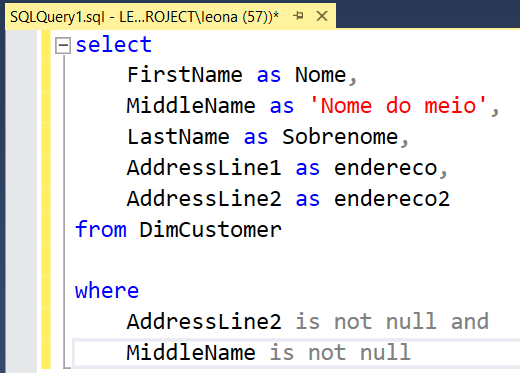 SQLQuery1.sql - LE...ROJECT\leona (57))*
select
FirstName as Nome,
MiddleName as 'Nome do meio',
LastName as Sobrenome,
AddressLine1 as endereco,
AddressLine2 as endereco2
from DimCustomer
where
AddressLine2 is not null and
MiddleName is not null